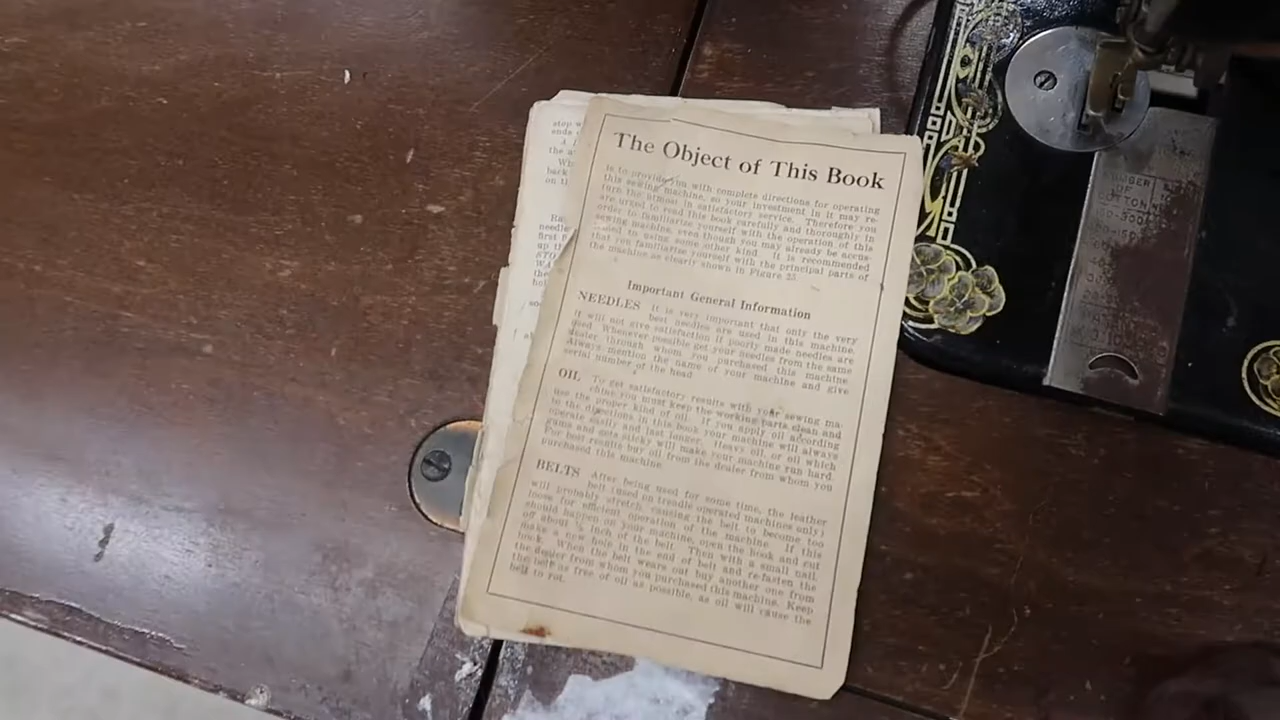 The Object of This Book
is to provide you with complete directions for operating
this sewing machine, so your investment in it may re-
turn the utmost in satisfactory service. Therefore you
are urged to read this book carefully and thoroughly in
order to familiarize yourself with the operation of this
sewing machine, even though you may already be accus-
tomed to using some other kind. It is recommended
that you familiarize yourself with the principal parts of
the machine as clearly shown in Figure 25.
Important General Information
NEEDLES It is very important that only the very
best needles are used in this machine.
It will not give satisfaction if poorly made needles are
used. Whenever possible get your needles from the same
dealer through whom you purchased this machine.
Always mention the name of your machine and give
serial number of the head.
OIL To get satisfactory results with your sewing ma-
chine you must keep the working parts clean and
use the proper kind of oil. If you apply oil according
to the directions in this book your machine will always
operate easily and last longer. Heavy oil, or oil which
gums and gets sticky will make your machine run hard.
For best results buy oil from the dealer from whom you
purchased this machine.
BELTS After being used for some time, the leather
belt (used on treadle operated machines only)
will probably stretch, causing the belt to become too
loose for efficient operation of the machine. If this
should happen on your machine, open the hook and cut
off about inch of the belt. Then with a small nail,
make a new hole in the end of belt and re-fasten the
hook. When the belt wears out buy another one from
the dealer from whom you purchased this machine. Keep
the belt as free of oil as possible, as oil will cause the
belt to rot.
stop
ends
the
back
on
needle
first
up
OF